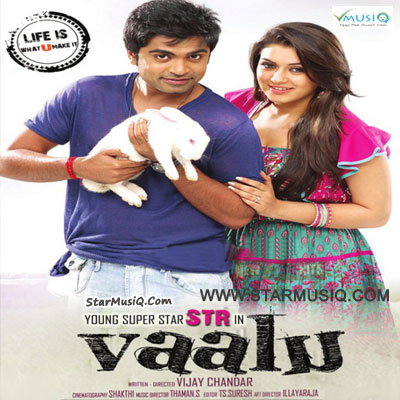 VmusiQ
LIFE IS
WHAT U MAKE IT
StarMusiQ.Com
WWW.STARMUSIQ.COM
YOUNG SUPER STAR STR IN
vaalu
WRITTEN - DIRECTED VIJAY CHANDAR
CINEMATOGRAPHY SHAKTHI MUSIC DIRECTOR THAMAN.S EDITOR TS.SURESH ART DIRECTOR ILLAYARAJA